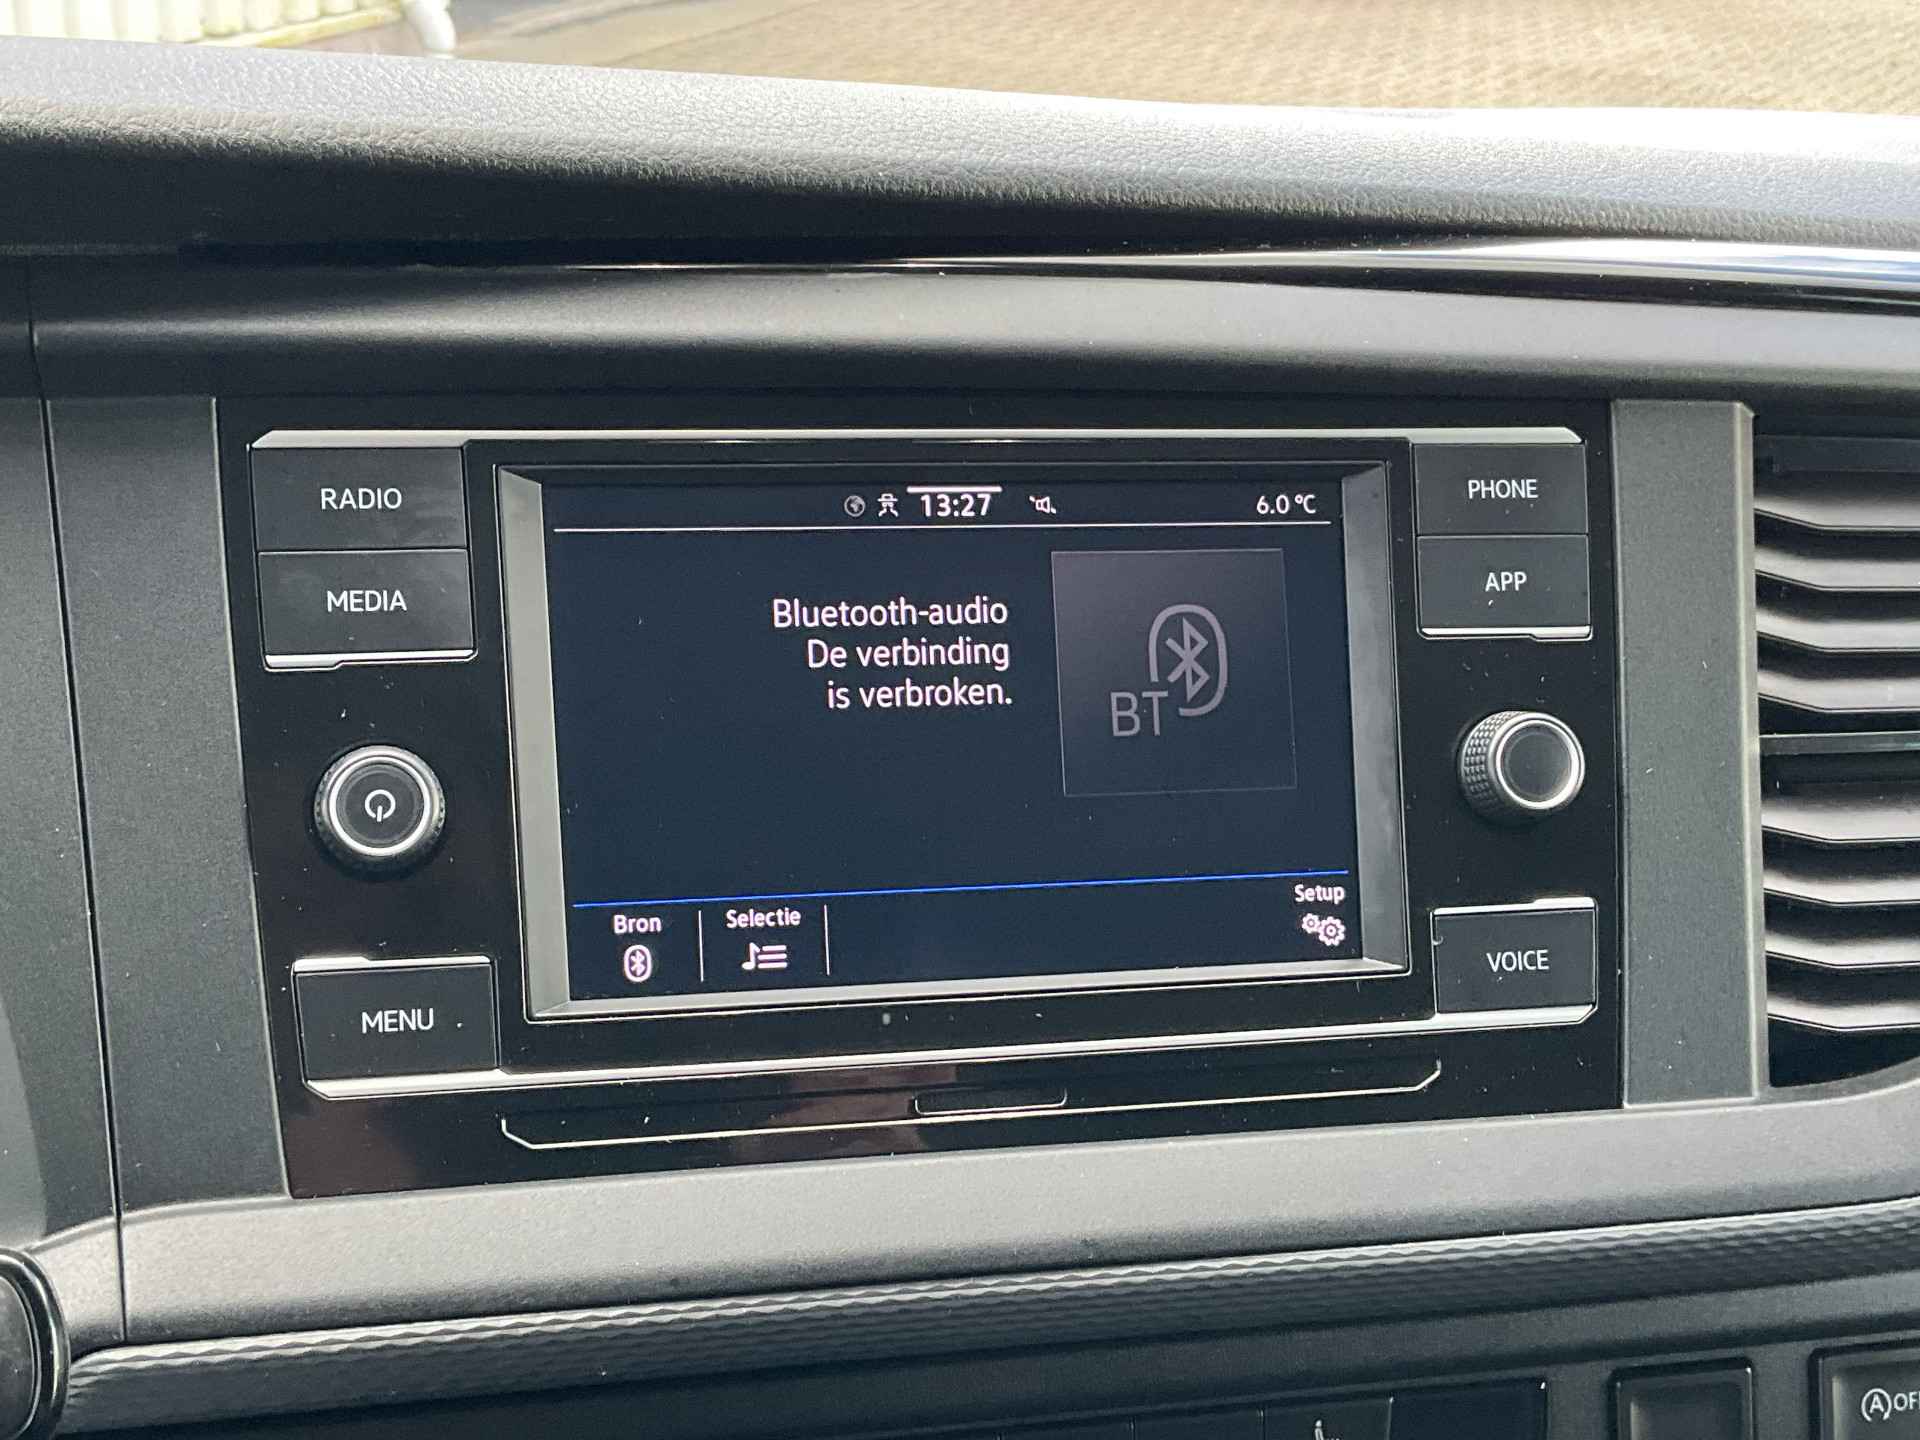 RADIO
MEDIA
MENU
13:27
6.0 °C
Bluetooth-audio
De verbinding
is verbroken.
BT
Bron
Selectie
Setup
PHONE
APP
VOICE
A OFF